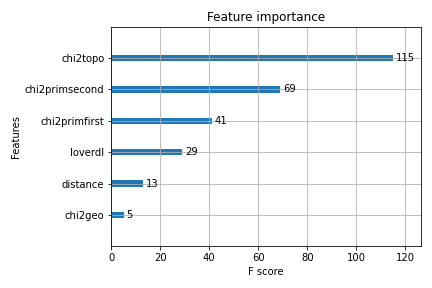 Feature importance
chi2topo 115
chi2primsecond 69
chi2primfirst 41
loverdl 29
distance 13
chi2geo 5
Features
0 20 40 60 80 100 120
F score